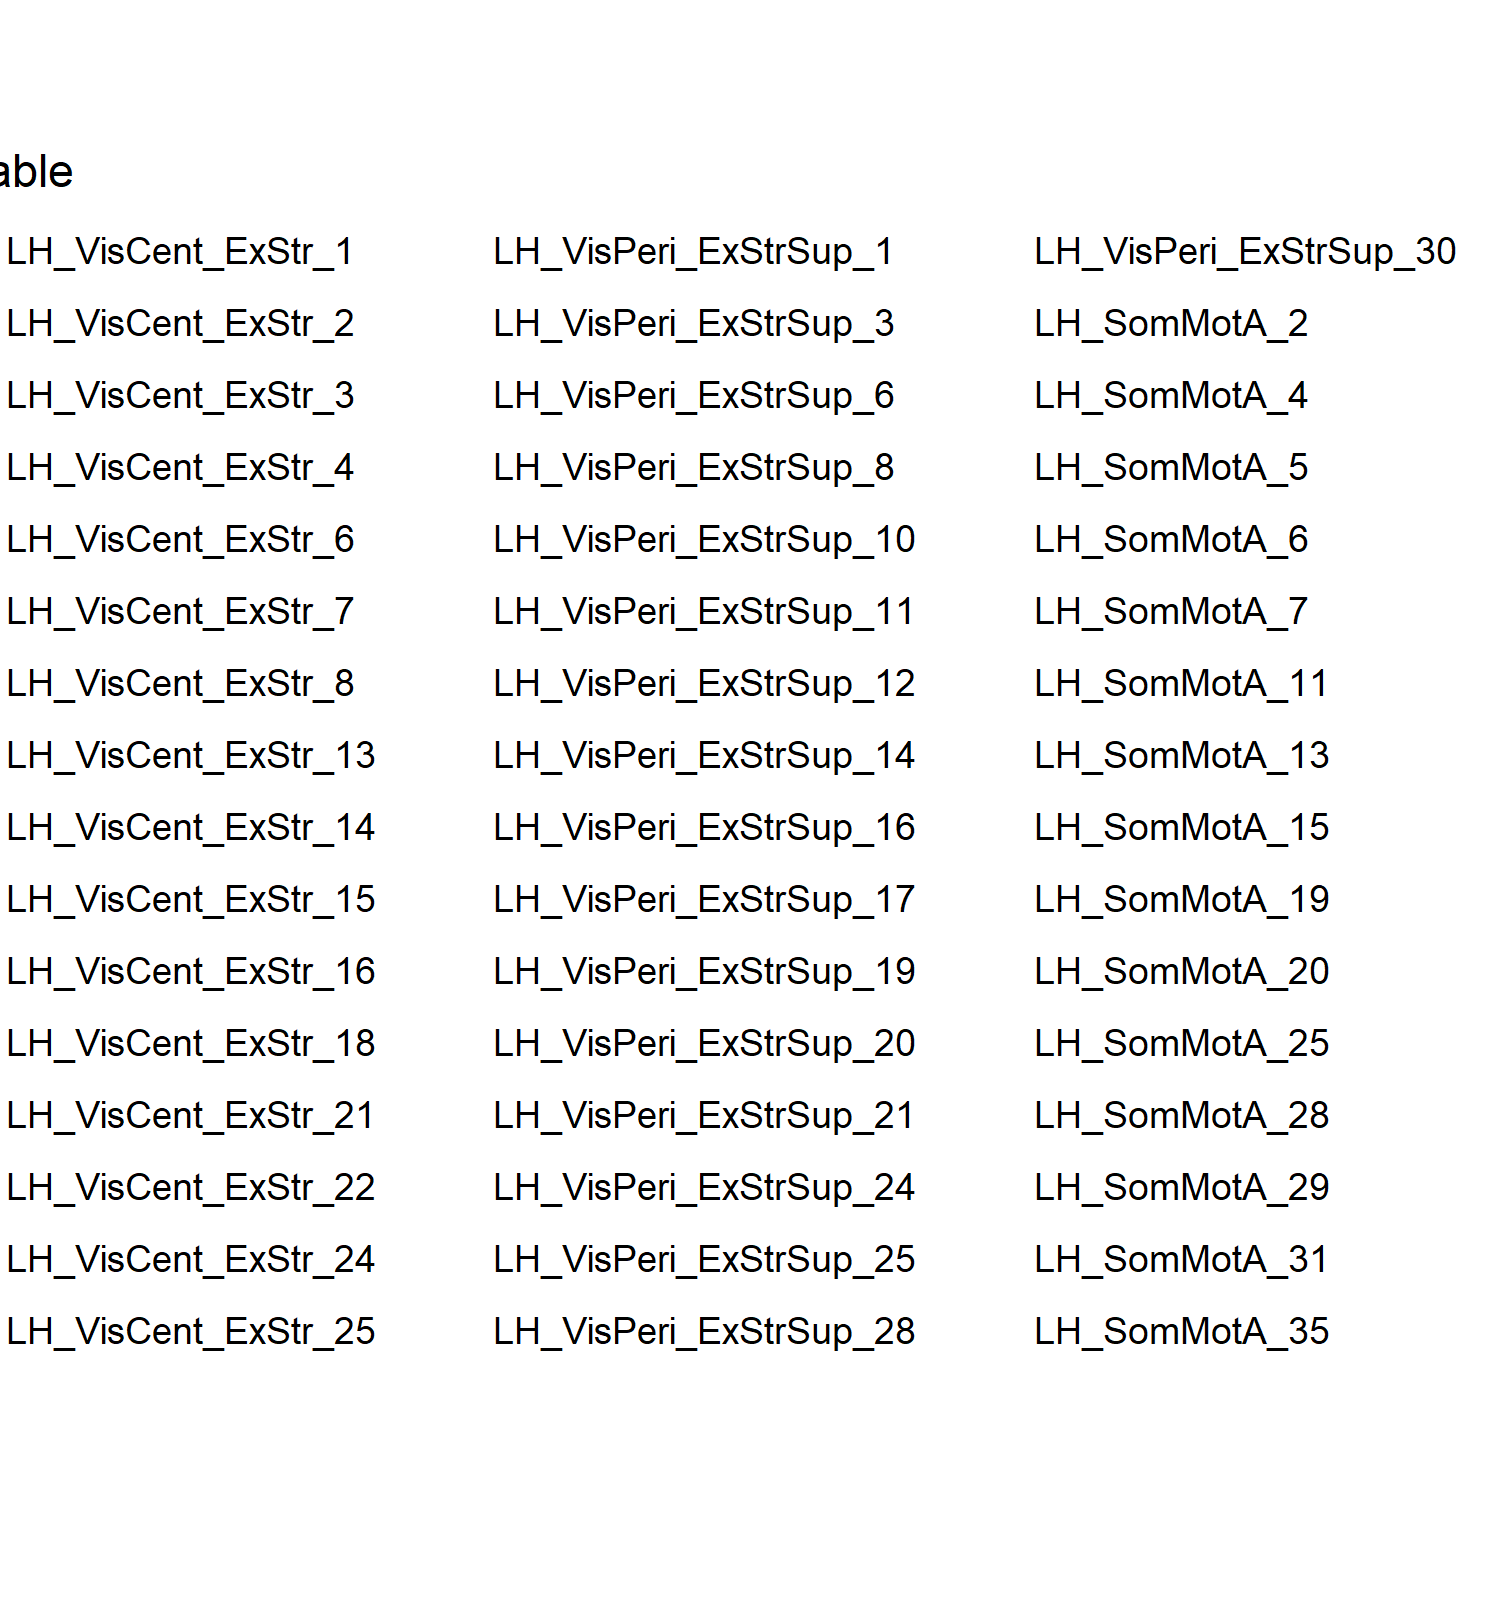 able
LH_VisCent_ExStr_1 LH_VisPeri_ExStrSup_1 LH_VisPeri_ExStrSup_30
LH_VisCent_ExStr_2 LH_VisPeri_ExStrSup_3 LH_SomMotA_2
LH_VisCent_ExStr_3 LH_VisPeri_ExStrSup_6 LH_SomMotA_4
LH_VisCent_ExStr_4 LH_VisPeri_ExStrSup_8 LH_SomMotA_5
LH_VisCent_ExStr_6 LH_VisPeri_ExStrSup_10 LH_SomMotA_6
LH_VisCent_ExStr_7 LH_VisPeri_ExStrSup_11 LH_SomMotA_7
LH_VisCent_ExStr_8 LH_VisPeri_ExStrSup_12 LH_SomMotA_11
LH_VisCent_ExStr_13 LH_VisPeri_ExStrSup_14 LH_SomMotA_13
LH_VisCent_ExStr_14 LH_VisPeri_ExStrSup_16 LH_SomMotA_15
LH_VisCent_ExStr_15 LH_VisPeri_ExStrSup_17 LH_SomMotA_19
LH_VisCent_ExStr_16 LH_VisPeri_ExStrSup_19 LH_SomMotA_20
LH_VisCent_ExStr_18 LH_VisPeri_ExStrSup_20 LH_SomMotA_25
LH_VisCent_ExStr_21 LH_VisPeri_ExStrSup_21 LH_SomMotA_28
LH_VisCent_ExStr_22 LH_VisPeri_ExStrSup_24 LH_SomMotA_29
LH_VisCent_ExStr_24 LH_VisPeri_ExStrSup_25 LH_SomMotA_31
LH_VisCent_ExStr_25 LH_VisPeri_ExStrSup_28 LH_SomMotA_35